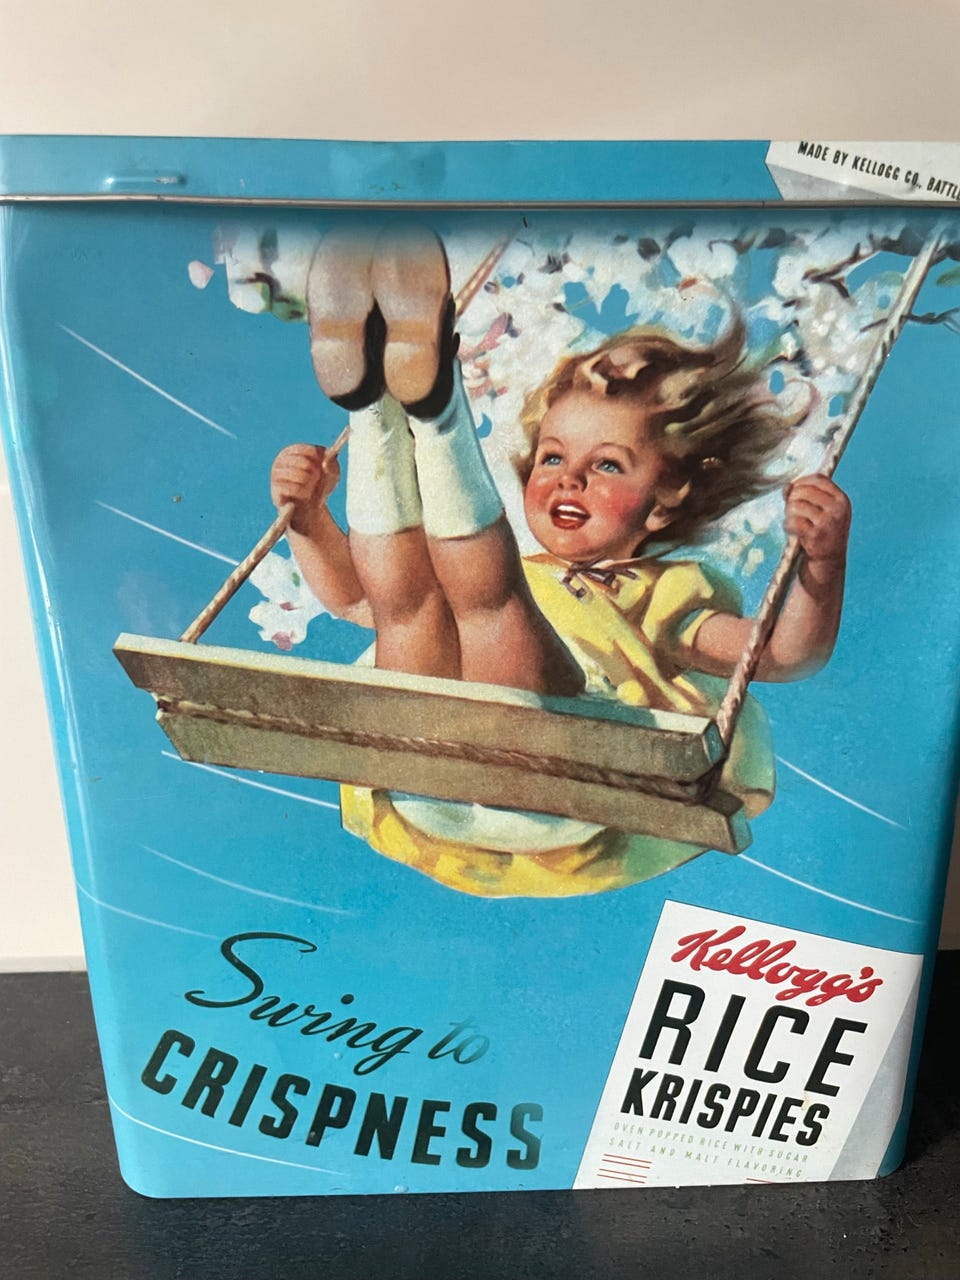 MADE BY KELLOGG CO., BATTLE
Swing to
CRISPNESS
Kellogg's
RICE
KRISPIES
OVEN POPPED RICE WITH SUGAR
SALT AND MALT FLAVORING